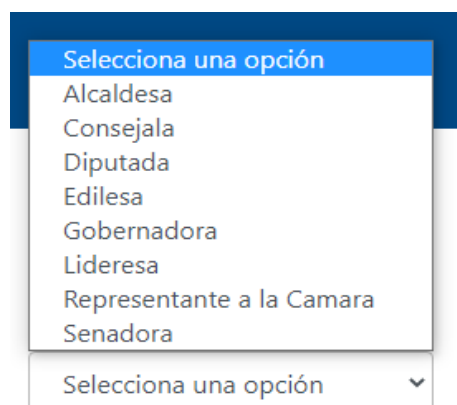 Selecciona una opción
Alcaldesa
Consejala
Diputada
Edilesa
Gobernadora
Lideresa
Representante a la Camara
Senadora
Selecciona una opción